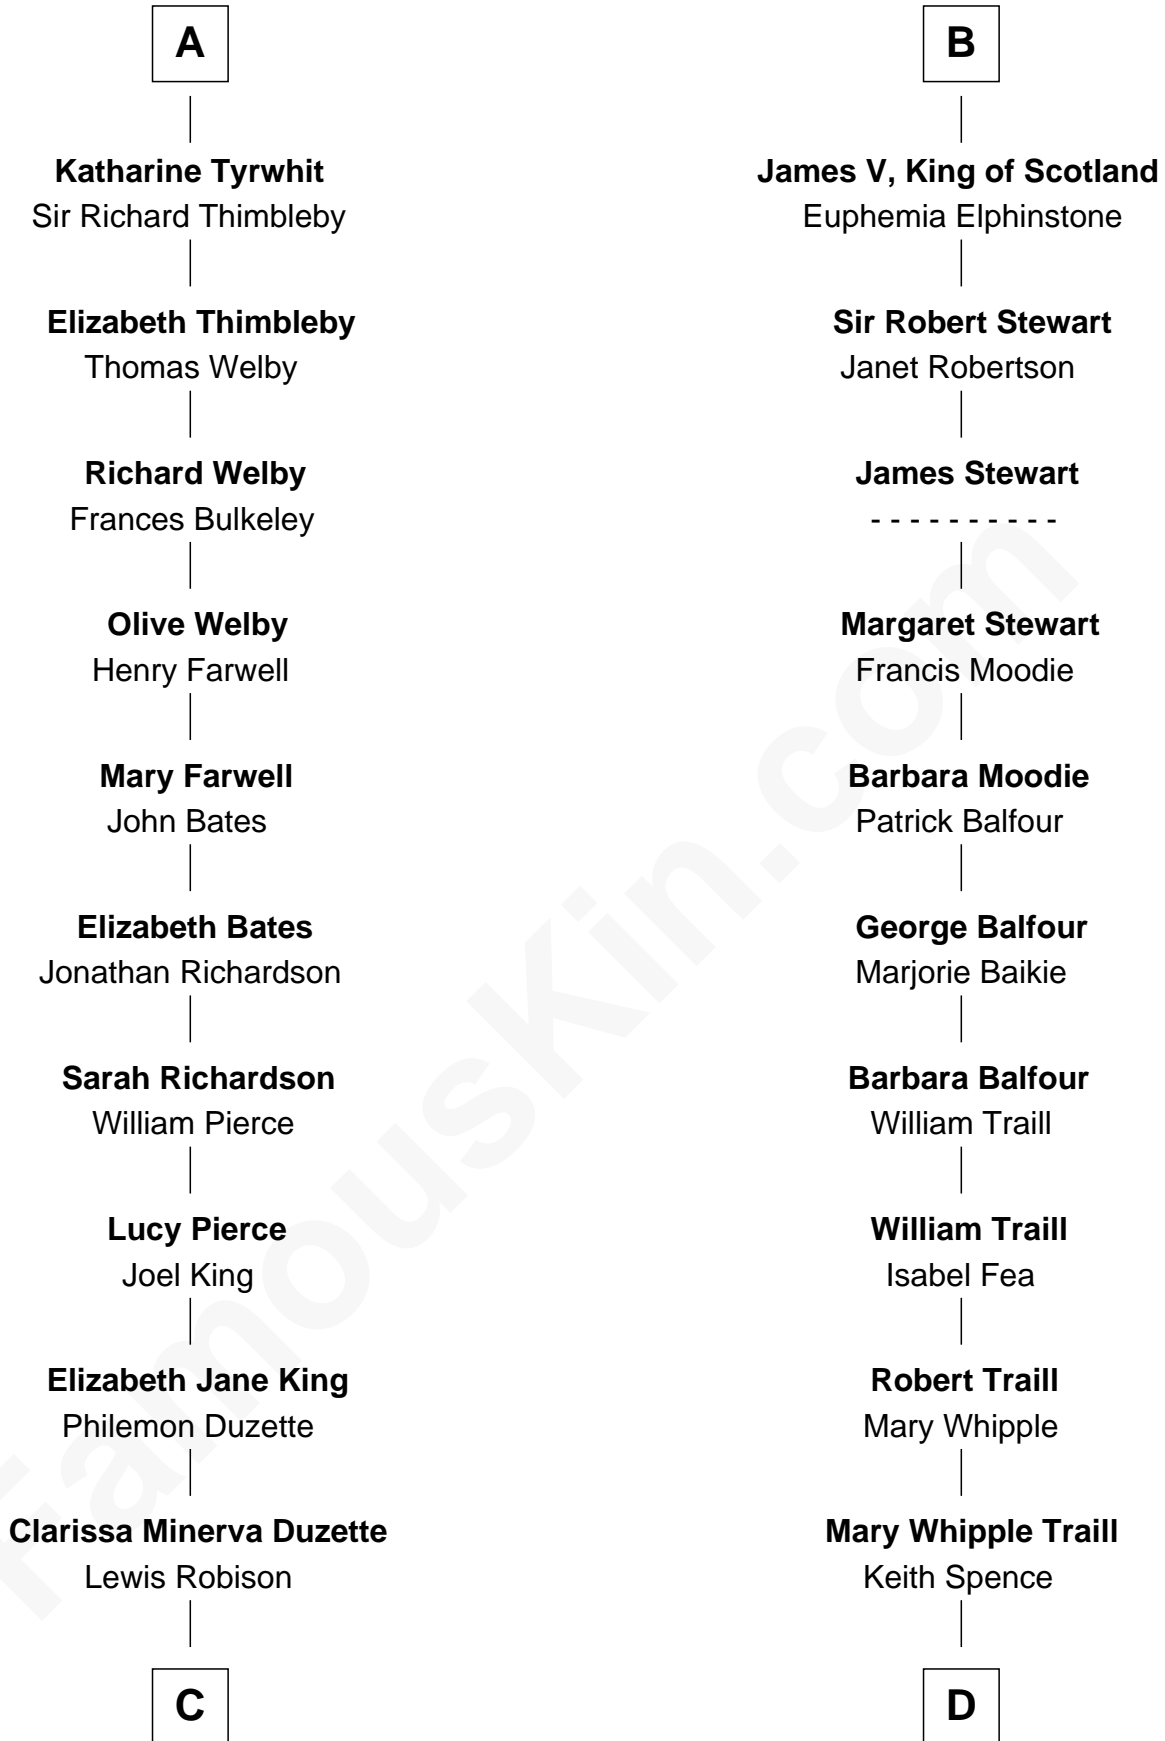 A
Katharine Tyrwhit
Sir Richard Thimbleby
Elizabeth Thimbleby
Thomas Welby
Richard Welby
Frances Bulkeley
Olive Welby
Henry Farwell
Mary Farwell
John Bates
Elizabeth Bates
Jonathan Richardson
Sarah Richardson
William Pierce
Lucy Pierce
Joel King
Elizabeth Jane King
Philemon Duzette
Clarissa Minerva Duzette
Lewis Robison
C
B
James V, King of Scotland
Euphemia Elphinstone
Sir Robert Stewart
Janet Robertson
James Stewart
- - - - - - - - - -
Margaret Stewart
Francis Moodie
Barbara Moodie
Patrick Balfour
George Balfour
Marjorie Baikie
Barbara Balfour
William Traill
William Traill
Isabel Fea
Robert Traill
Mary Whipple
Mary Whipple Traill
Keith Spence
D
FamousKin.com